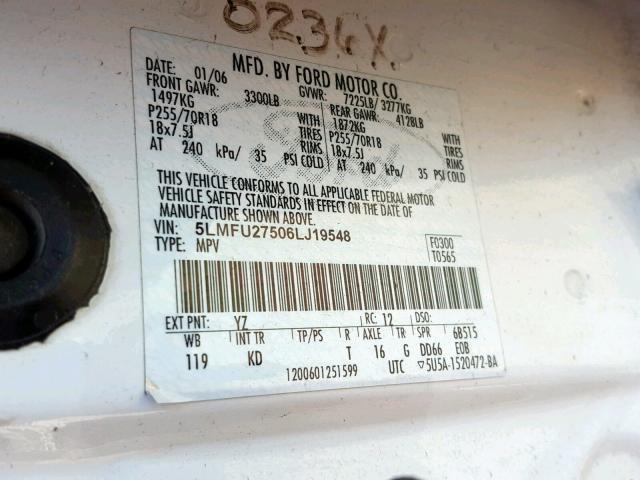 0234X
MFD. BY FORD MOTOR CO.
DATE: 01/06 GVWR: 7225LB/ 3277KG
FRONT GAWR: 3300LB REAR GAWR: 4128LB
1497KG WITH 1872KG WITH
P255/70R18 TIRES P255/70R18 TIRES
18x7.5J RIMS 18x7.5J RIMS
AT 240 kPa/ 35 PSI COLD AT 240 kPa/ 35 PSI COLD
THIS VEHICLE CONFORMS TO ALL APPLICABLE FEDERAL MOTOR
VEHICLE SAFETY STANDARDS IN EFFECT ON THE DATE OF
MANUFACTURE SHOWN ABOVE.
VIN: 5LMFU27506LJ19548 F0300
TYPE: MPV T0565
EXT PNT: YZ RC: 12 DSO:
WB INT TR TP/PS R AXLE TR SPR 6B515
119 KD T 16 G DD66 EOB
1200601251599 UTC ▽5U5A-1520472-BA